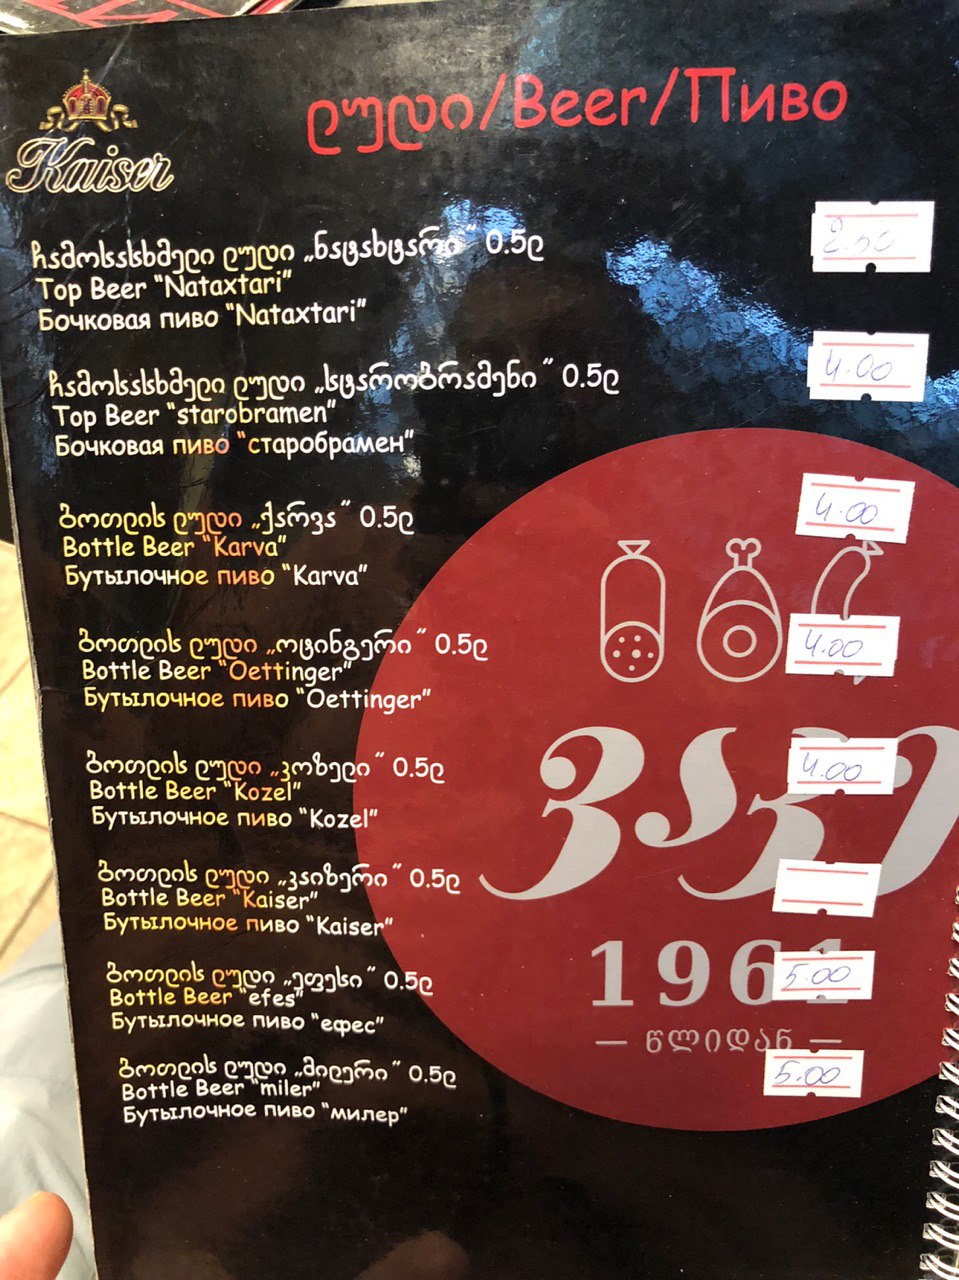 Kaiser
ლუდი/Beer/Пиво
ჩამოსასხმელი ლუდი „ნატახტარი“ 0.5ლ
2.50
Top Beer “Nataxtari”
Бочковая пиво “Nataxtari”
ჩამოსასხმელი ლუდი „სტარობრამენი“ 0.5ლ
4.00
Top Beer “starobramen”
Бочковая пиво “старобрамен”
ბოთლის ლუდი „ქარვა“ 0.5ლ
4.00
Bottle Beer “Karva”
Бутылочное пиво “Karva”
ბოთლის ლუდი „ოცინგერი“ 0.5ლ
4.00
Bottle Beer “Oettinger”
Бутылочное пиво “Oettinger”
ბოთლის ლუდი „კოზელი“ 0.5ლ
4.00
Bottle Beer “Kozel”
Бутылочное пиво “Kozel”
ბოთლის ლუდი „კაიზერი“ 0.5ლ
Bottle Beer “Kaiser”
Бутылочное пиво “Kaiser”
ბოთლის ლუდი „ეფესი“ 0.5ლ
5.00
Bottle Beer “efes”
Бутылочное пиво “ефес”
ბოთლის ლუდი „მილერი“ 0.5ლ
5.00
Bottle Beer “miler”
Бутылочное пиво “милер”
ვაკე
1961
— წლიდან —